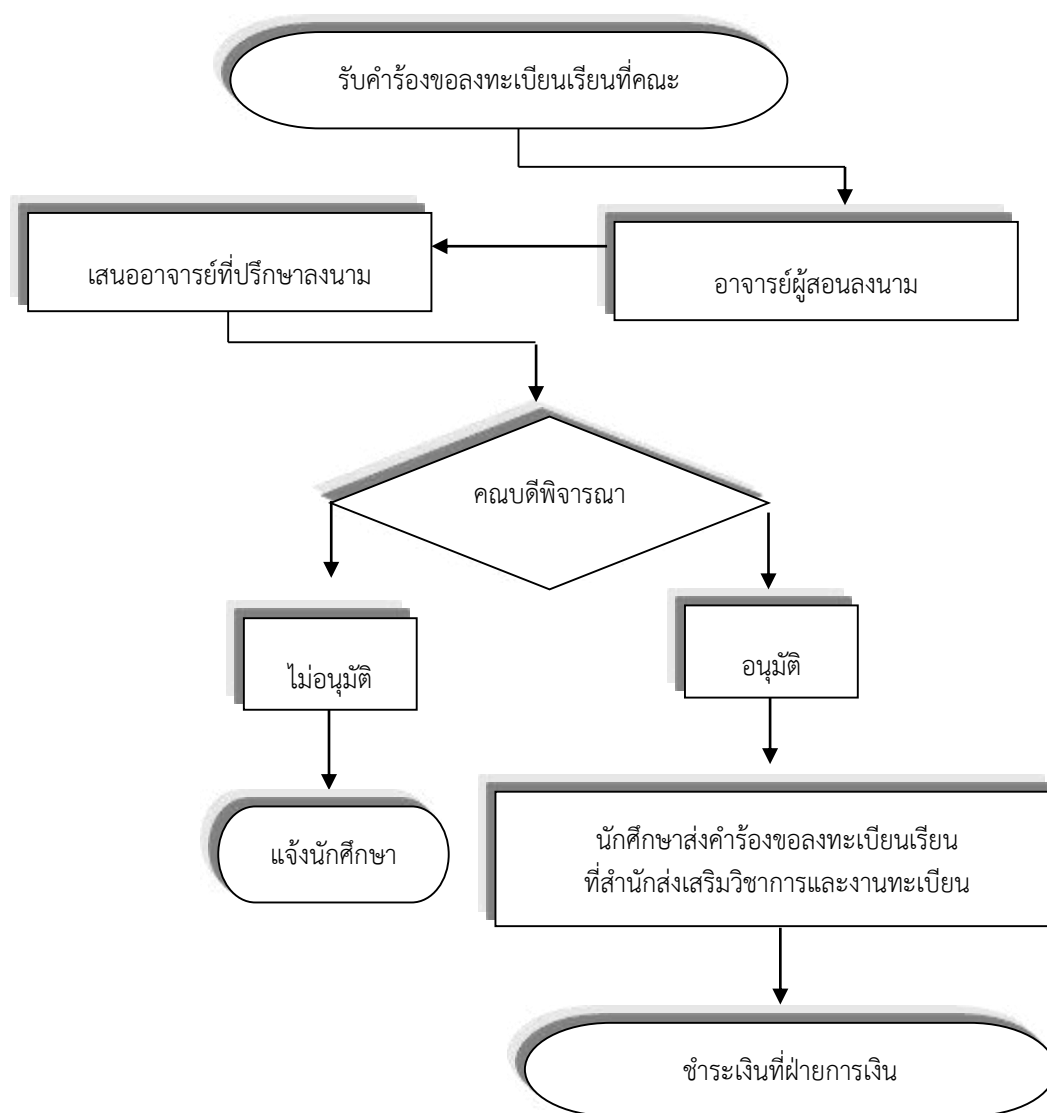 รับคำร้องขอลงทะเบียนเรียนที่คณะ
อาจารย์ผู้สอนลงนาม
เสนออาจารย์ที่ปรึกษาลงนาม
คณบดีพิจารณา
ไม่อนุมัติ
อนุมัติ
แจ้งนักศึกษา
นักศึกษาส่งคำร้องขอลงทะเบียนเรียน
ที่สำนักส่งเสริมวิชาการและงานทะเบียน
ชำระเงินที่ฝ่ายการเงิน